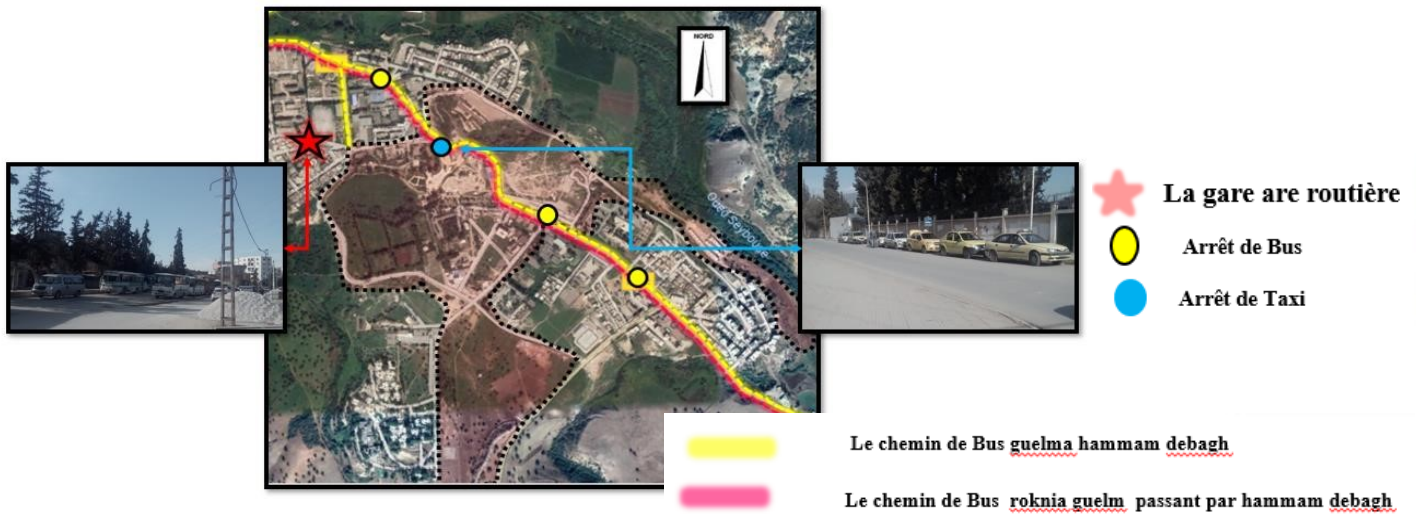 NORD
Oued Seybouse
La gare are routière
Arrêt de Bus
Arrêt de Taxi
Le chemin de Bus guelma hammam debagh
Le chemin de Bus roknia guelm passant par hammam debagh